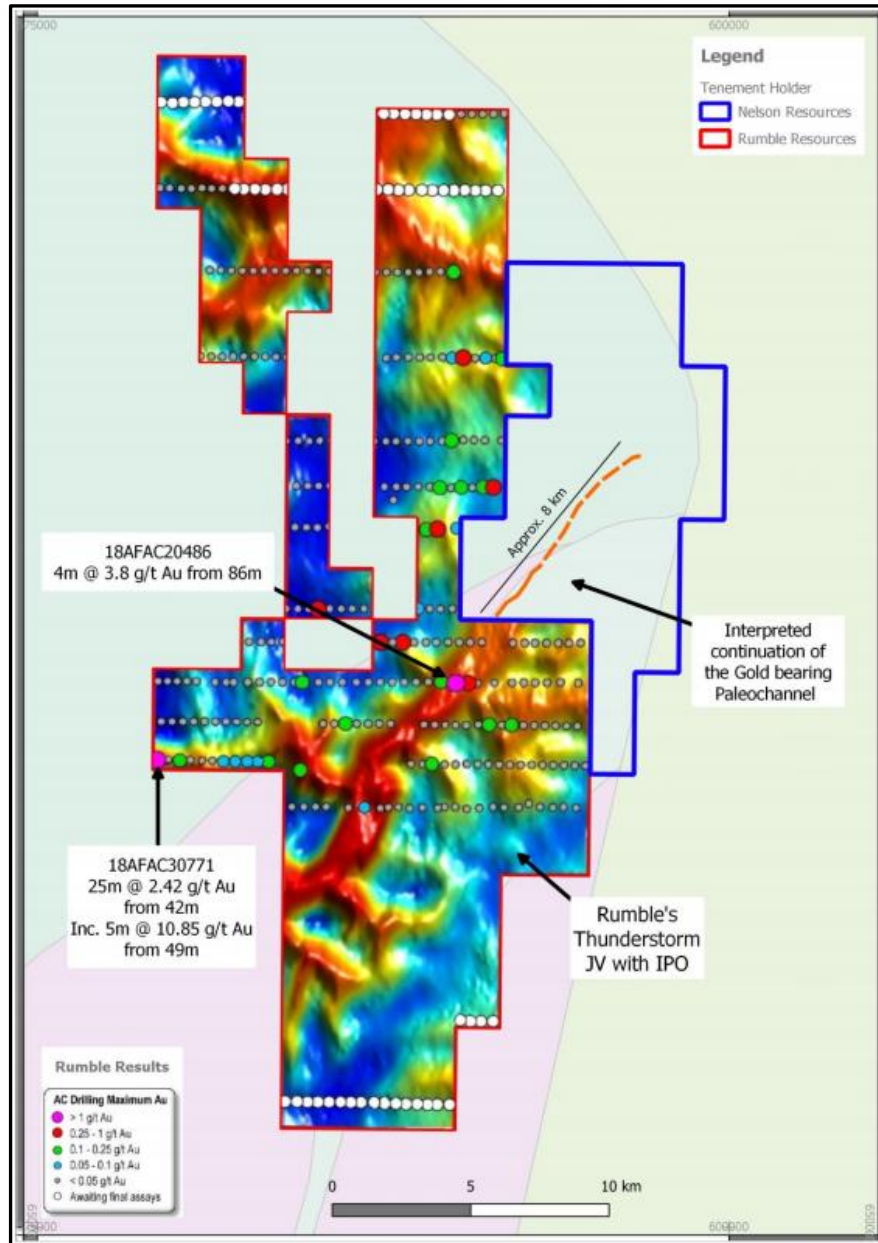 75000
600000
Legend
Tenement Holder
Nelson Resources
Rumble Resources
Approx. 8 km
18AFAC20486
4m @ 3.8 g/t Au from 86m
Interpreted
continuation of
the Gold bearing
Paleochannel
18AFAC30771
25m @ 2.42 g/t Au
from 42m
Inc. 5m @ 10.85 g/t Au
from 49m
Rumble's
Thunderstorm
JV with IPO
Rumble Results
AC Drilling Maximum Au
> 1 g/t Au
0.25 - 1 g/t Au
0.1 - 0.25 g/t Au
0.05 - 0.1 g/t Au
< 0.05 g/t Au
Awaiting final assays
0 5 10 km